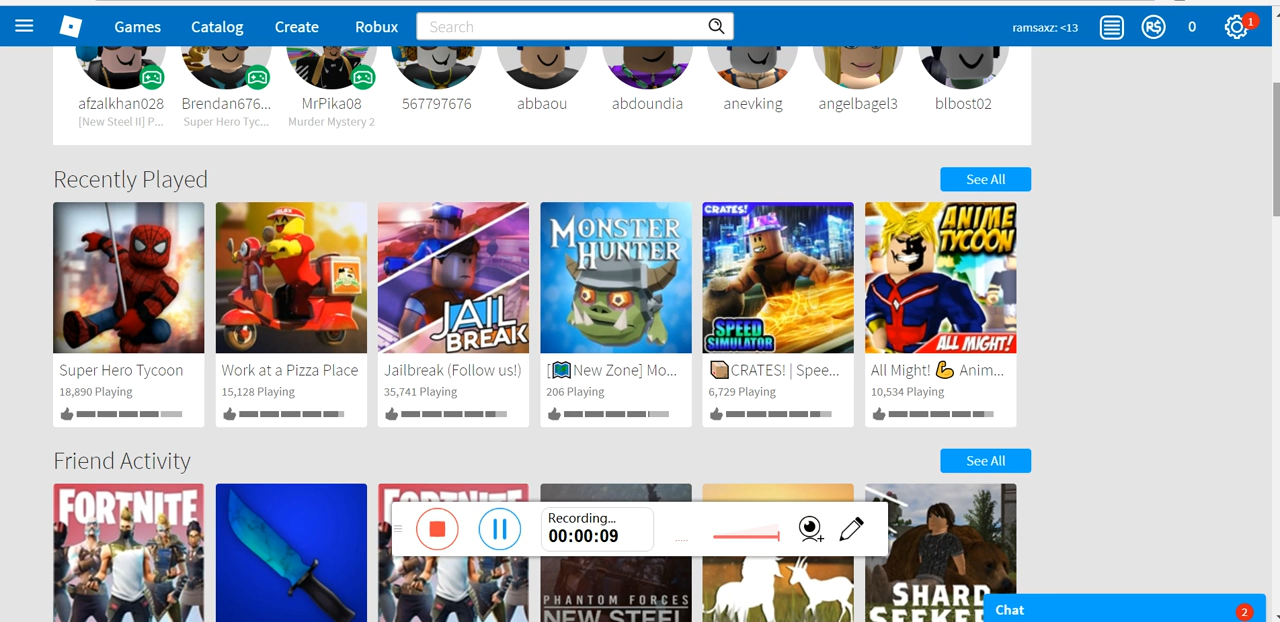 Games Catalog Create Robux Search ramsaxz: <13 R$ 0 1
afzalkhan028 Brendan676... MrPika08 567797676 abbaou abdoundia anevking angelbagel3 blbost02
[New Steel II] P... Super Hero Tyc... Murder Mystery 2
Recently Played See All
MONSTER HUNTER
CRATES!
ANIME TYCOON
JAIL BREAK
SPEED SIMULATOR
ALL MIGHT!
Super Hero Tycoon Work at a Pizza Place Jailbreak (Follow us!) [🗺New Zone] Mo... 📦CRATES! | Spee... All Might! 💪 Anim...
18,890 Playing 15,128 Playing 35,741 Playing 206 Playing 6,729 Playing 10,534 Playing
Friend Activity See All
FORTNITE FORTNITE
Recording...
00:00:09
PHANTOM FORCES
NEW STEEL
SHARD
SEEKERS
Chat 2